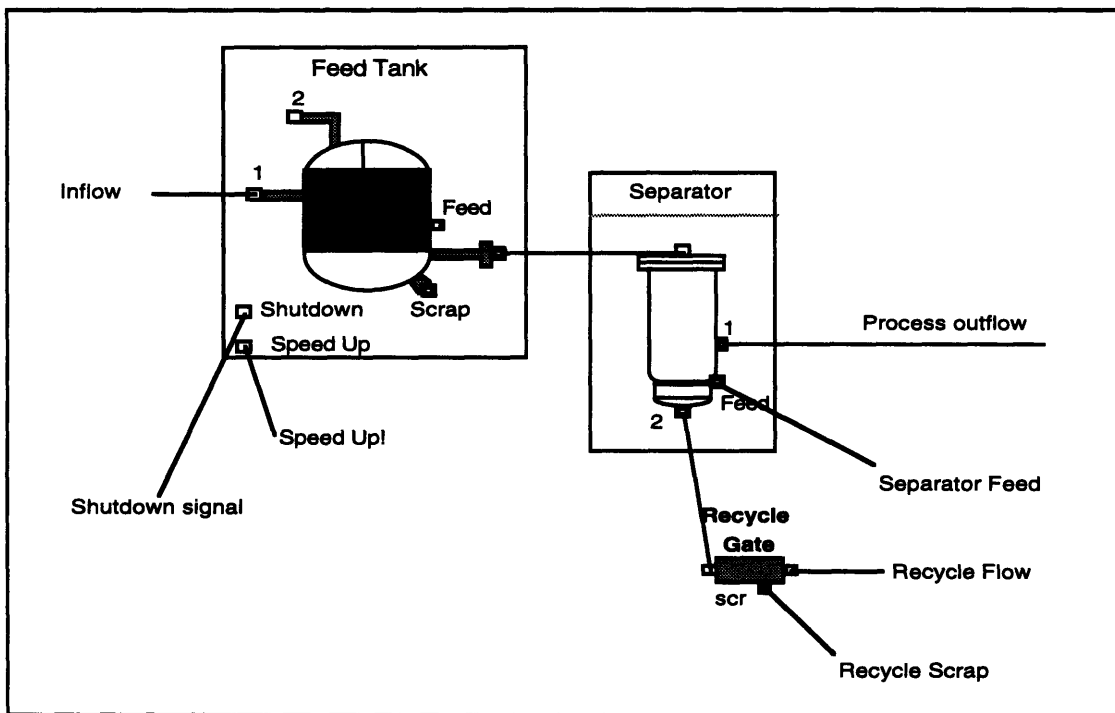 Feed Tank
2
1
Inflow
Feed
Separator
Shutdown
Scrap
Speed Up
1
Process outflow
Feed
2
Speed Up!
Shutdown signal
Separator Feed
Recycle
Gate
Recycle Flow
scr
Recycle Scrap